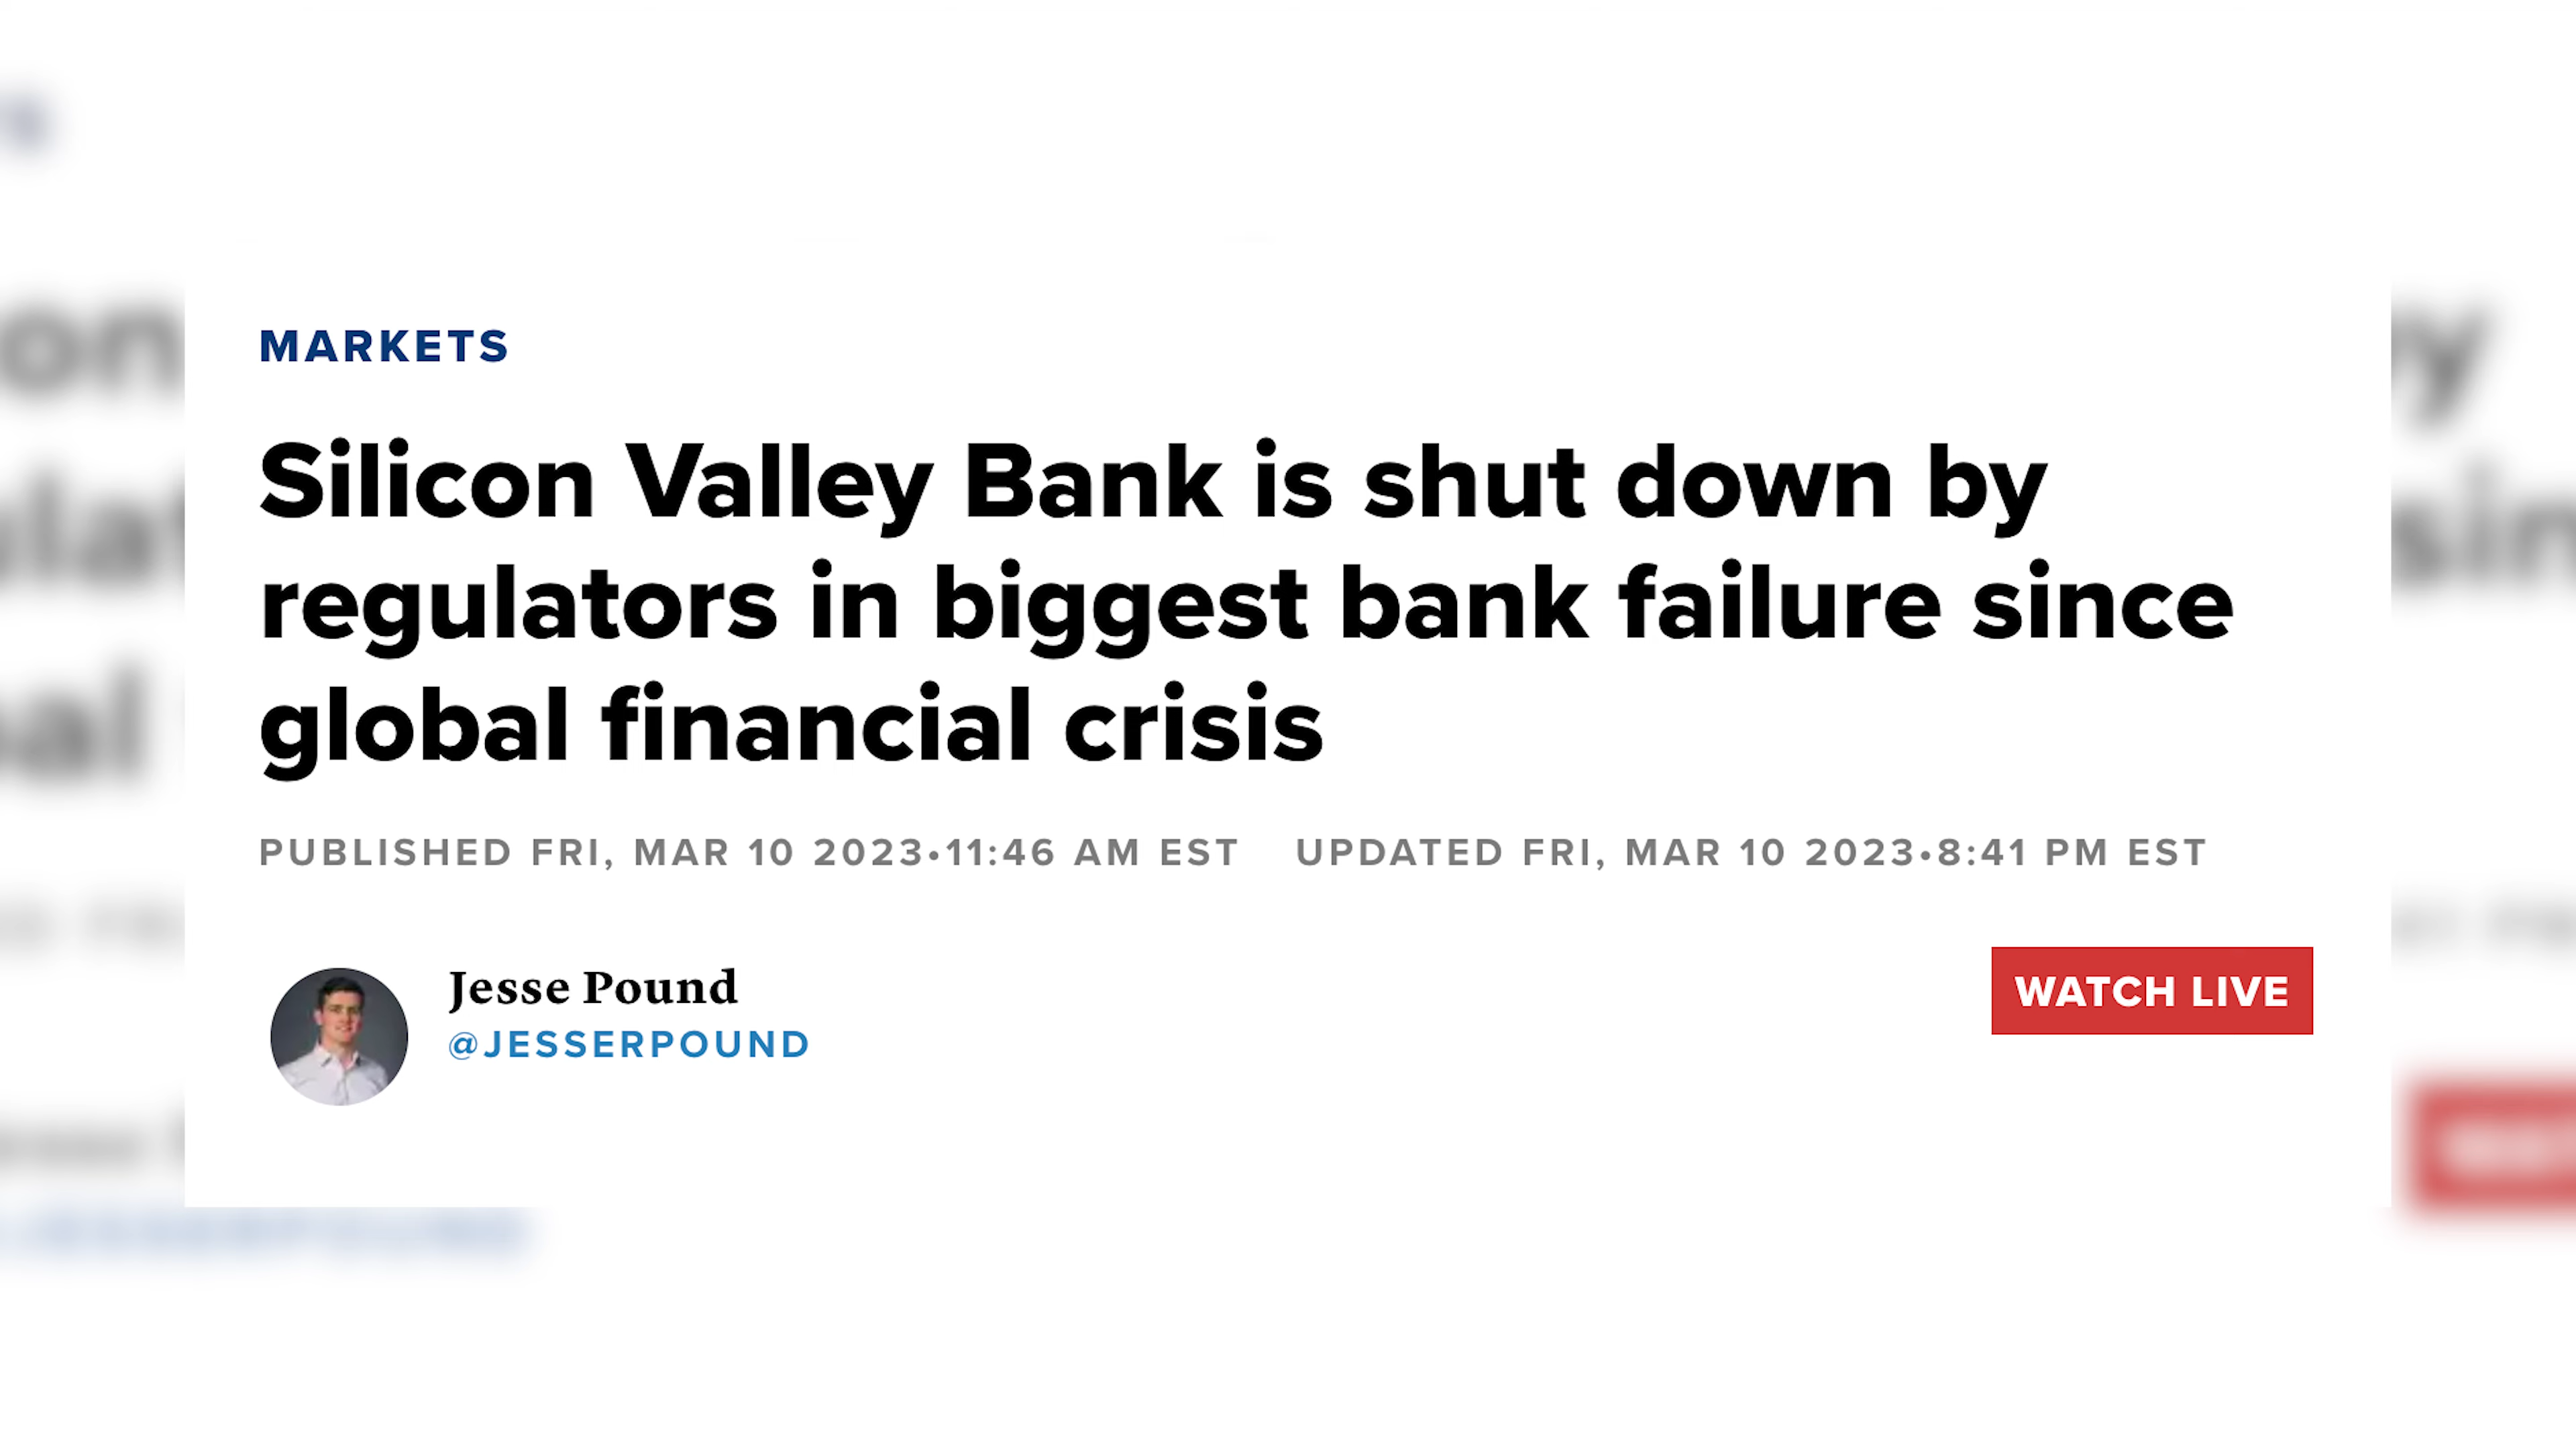 MARKETS
Silicon Valley Bank is shut down by
regulators in biggest bank failure since
global financial crisis
PUBLISHED FRI, MAR 10 2023•11:46 AM EST UPDATED FRI, MAR 10 2023•8:41 PM EST
Jesse Pound
@JESSERPOUND
WATCH LIVE